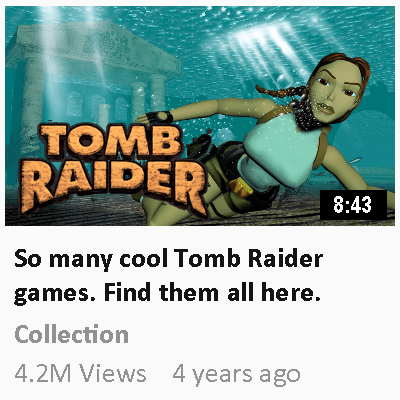 TOMB
RAIDER
8:43
So many cool Tomb Raider
games. Find them all here.
Collection
4.2M Views 4 years ago